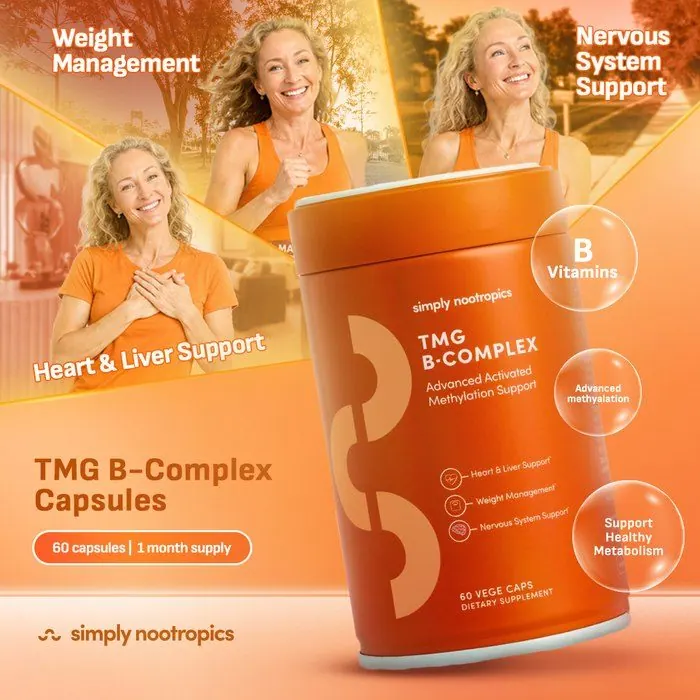 Weight
Management
Nervous
System
Support
Heart & Liver Support
B
Vitamins
simply nootropics
TMG
B-COMPLEX
Advanced Activated
Methylation Support
Advanced
methyalation
Heart & Liver Support*
Weight Management*
Nervous System Support*
Support
Healthy
Metabolism
TMG B-Complex
Capsules
60 capsules | 1 month supply
60 VEGE CAPS
DIETARY SUPPLEMENT
simply nootropics